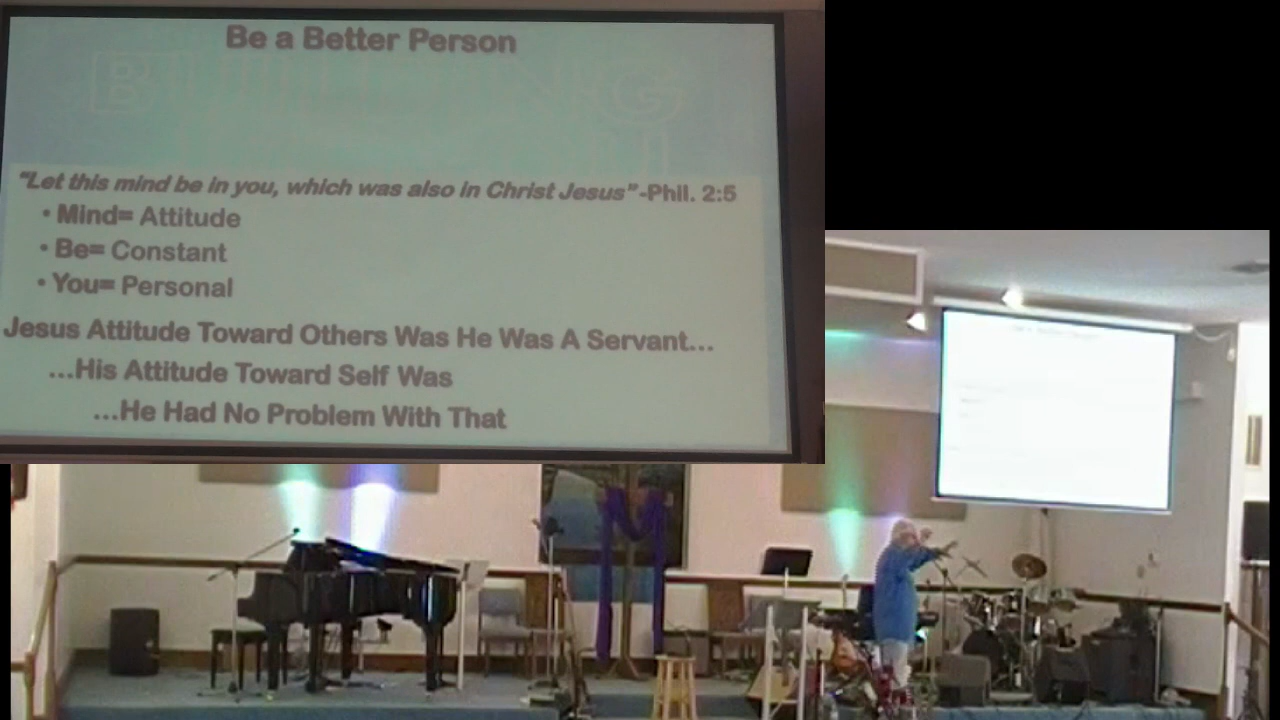 Be a Better Person
"Let this mind be in you, which was also in Christ Jesus" -Phil. 2:5
• Mind= Attitude
• Be= Constant
• You= Personal
Jesus Attitude Toward Others Was He Was A Servant...
...His Attitude Toward Self Was
...He Had No Problem With That